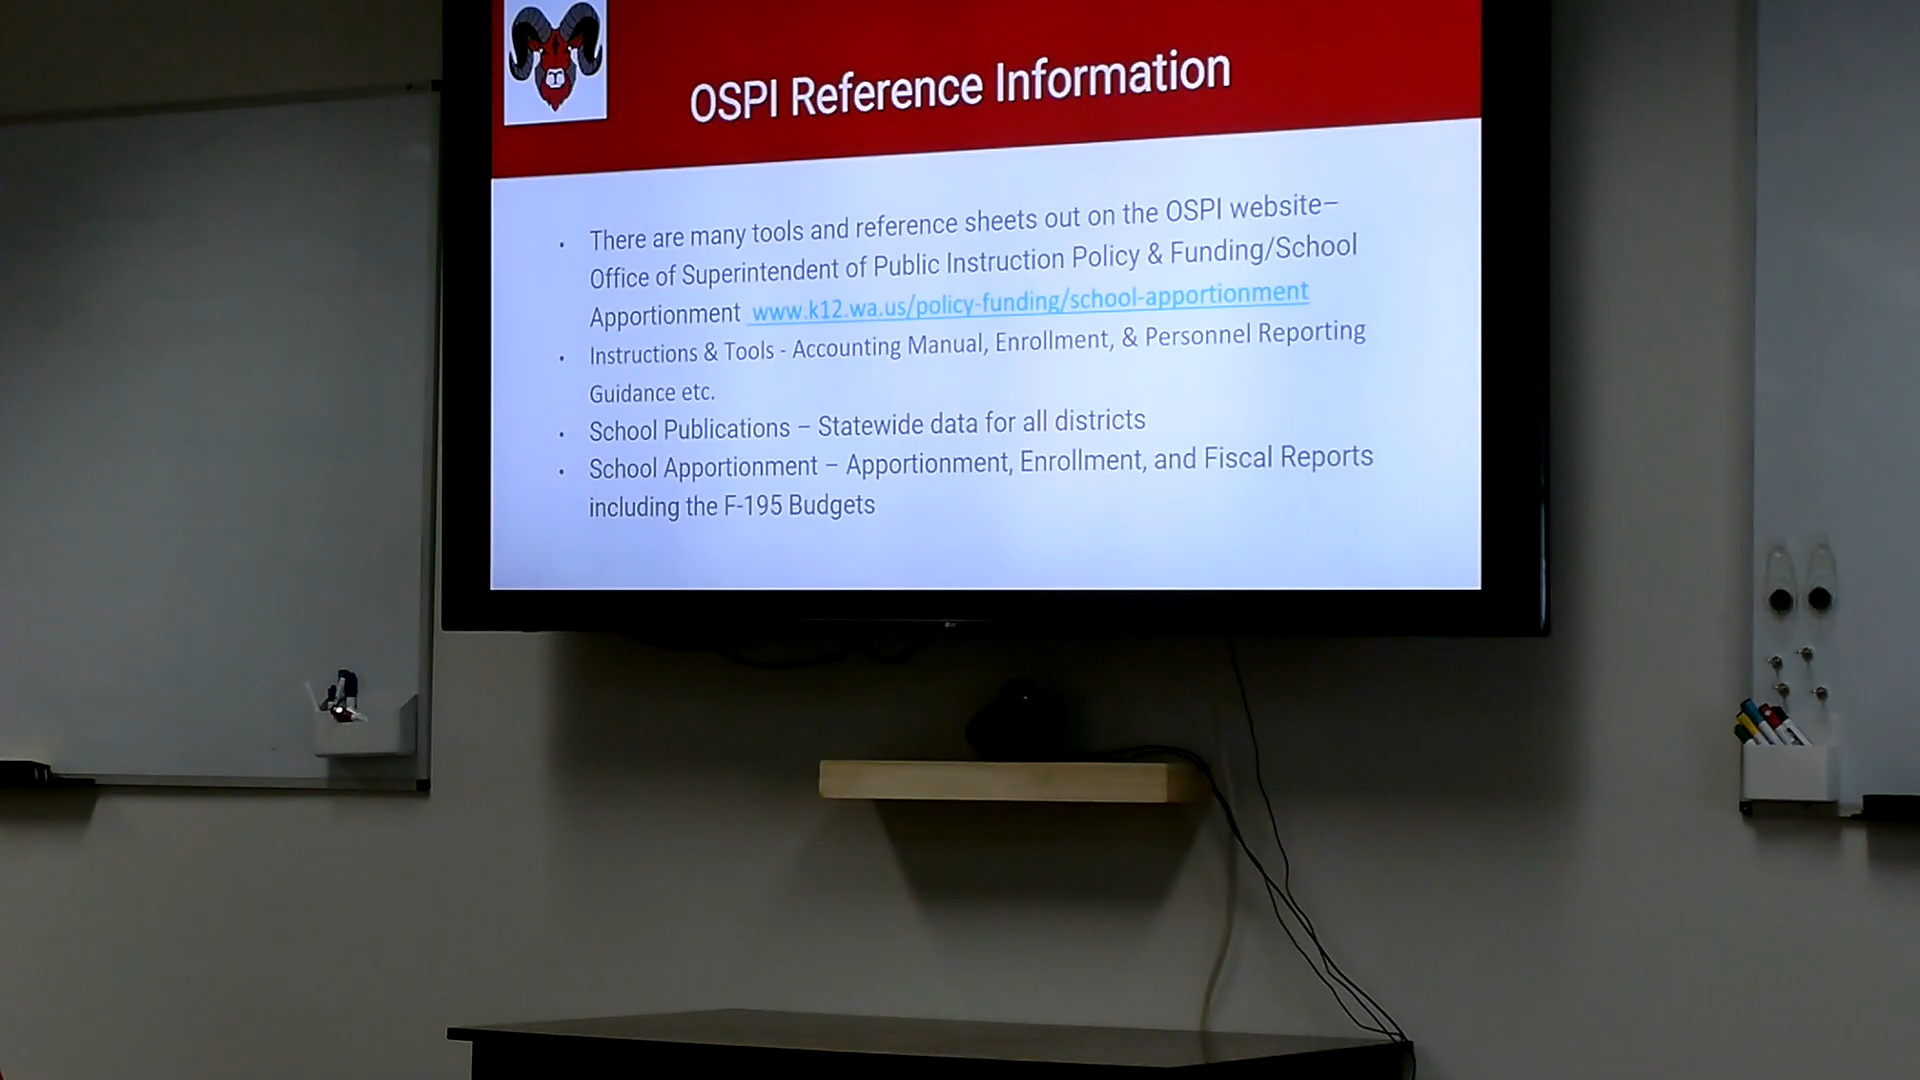 OSPI Reference Information
• There are many tools and reference sheets out on the OSPI website–
Office of Superintendent of Public Instruction Policy & Funding/School
Apportionment www.k12.wa.us/policy-funding/school-apportionment
• Instructions & Tools - Accounting Manual, Enrollment, & Personnel Reporting
Guidance etc.
• School Publications – Statewide data for all districts
• School Apportionment – Apportionment, Enrollment, and Fiscal Reports
including the F-195 Budgets